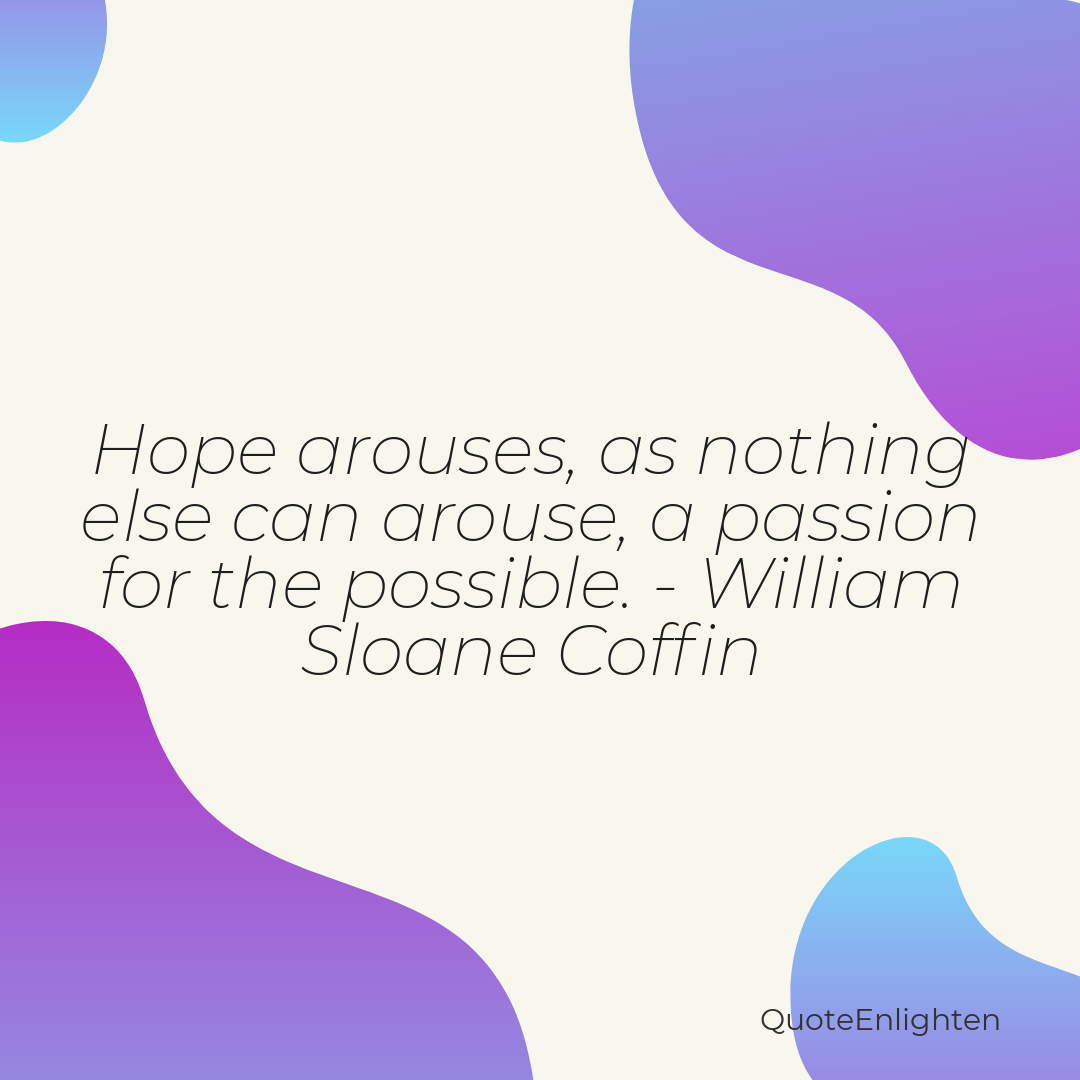 Hope arouses, as nothing
else can arouse, a passion
for the possible. - William
Sloane Coffin
QuoteEnlighten